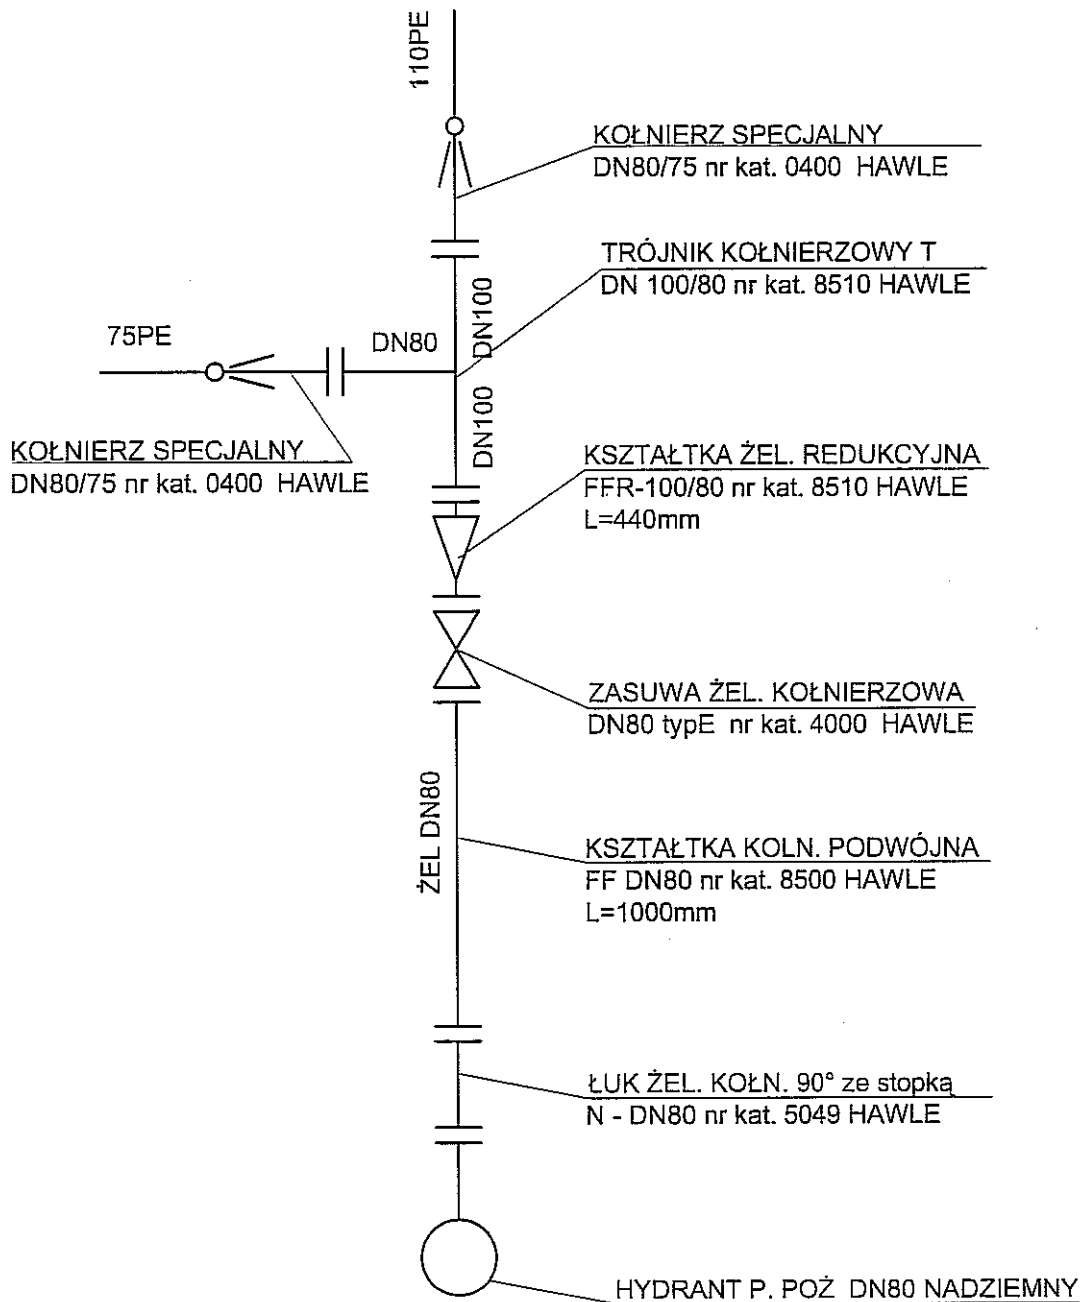 110PE
KOŁNIERZ SPECJALNY
DN80/75 nr kat. 0400 HAWLE
TRÓJNIK KOŁNIERZOWY T
DN 100/80 nr kat. 8510 HAWLE
DN100
75PE
DN80
DN100
KOŁNIERZ SPECJALNY
DN80/75 nr kat. 0400 HAWLE
KSZTAŁTKA ŻEL. REDUKCYJNA
FFR-100/80 nr kat. 8510 HAWLE
L=440mm
ZASUWA ŻEL. KOŁNIERZOWA
DN80 typE nr kat. 4000 HAWLE
ŻEL DN80
KSZTAŁTKA KOLN. PODWÓJNA
FF DN80 nr kat. 8500 HAWLE
L=1000mm
ŁUK ŻEL. KOŁN. 90° ze stopką
N - DN80 nr kat. 5049 HAWLE
HYDRANT P. POŻ DN80 NADZIEMNY